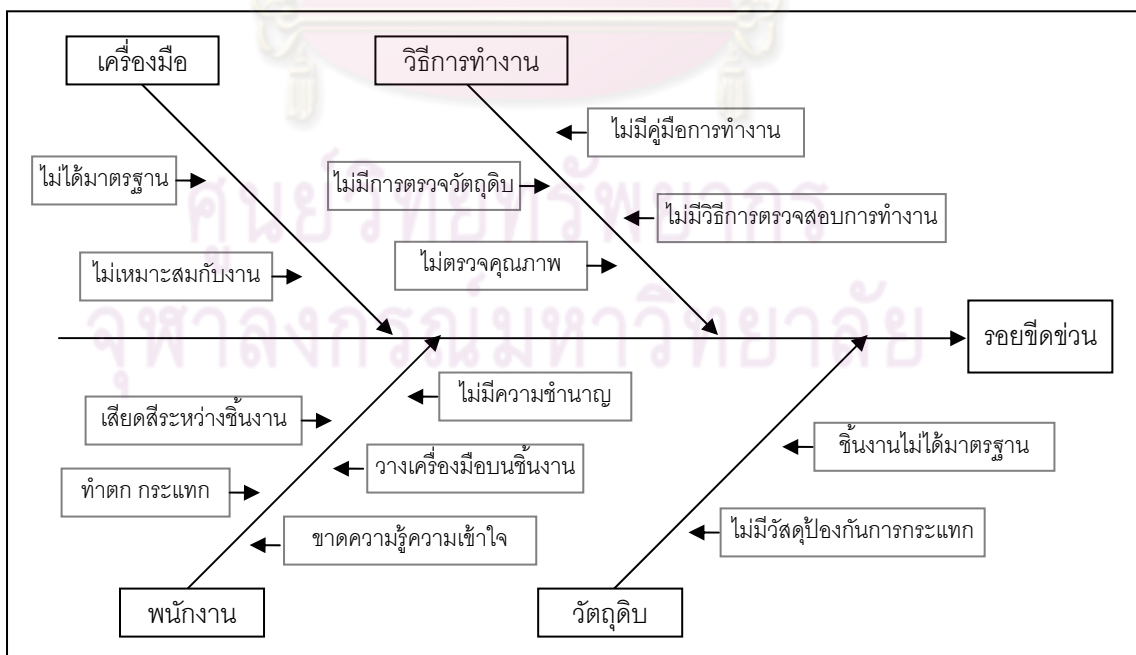 เครื่องมือ
วิธีการทำงาน
ไม่มีคู่มือการทำงาน
ไม่ได้มาตรฐาน
ไม่มีการตรวจวัตถุดิบ
ไม่มีวิธีการตรวจสอบการทำงาน
ไม่เหมาะสมกับงาน
ไม่ตรวจคุณภาพ
ศูนย์วิทยทรัพยากร
จุฬาลงกรณ์มหาวิทยาลัย
รอยขีดข่วน
ไม่มีความชำนาญ
เสียดสีระหว่างชิ้นงาน
ชิ้นงานไม่ได้มาตรฐาน
วางเครื่องมือบนชิ้นงาน
ทำตก กระแทก
ไม่มีวัสดุป้องกันการกระแทก
ขาดความรู้ความเข้าใจ
พนักงาน
วัตถุดิบ